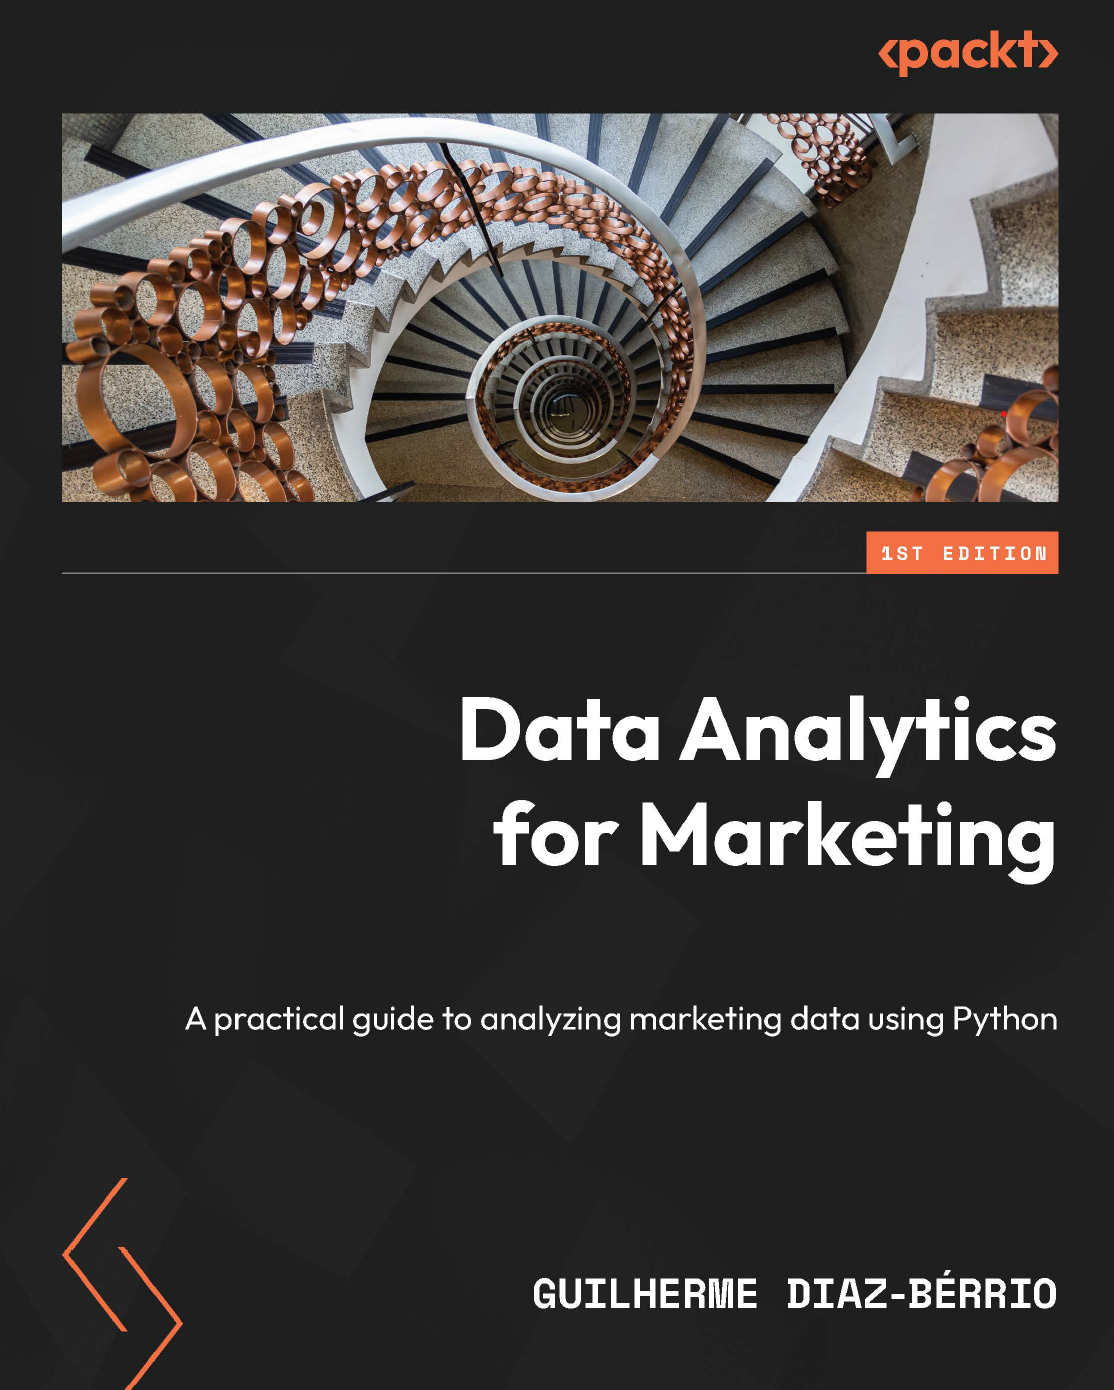 <packt>
1ST EDITION
Data Analytics
for Marketing
A practical guide to analyzing marketing data using Python
GUILHERME DIAZ-BÉRRIO